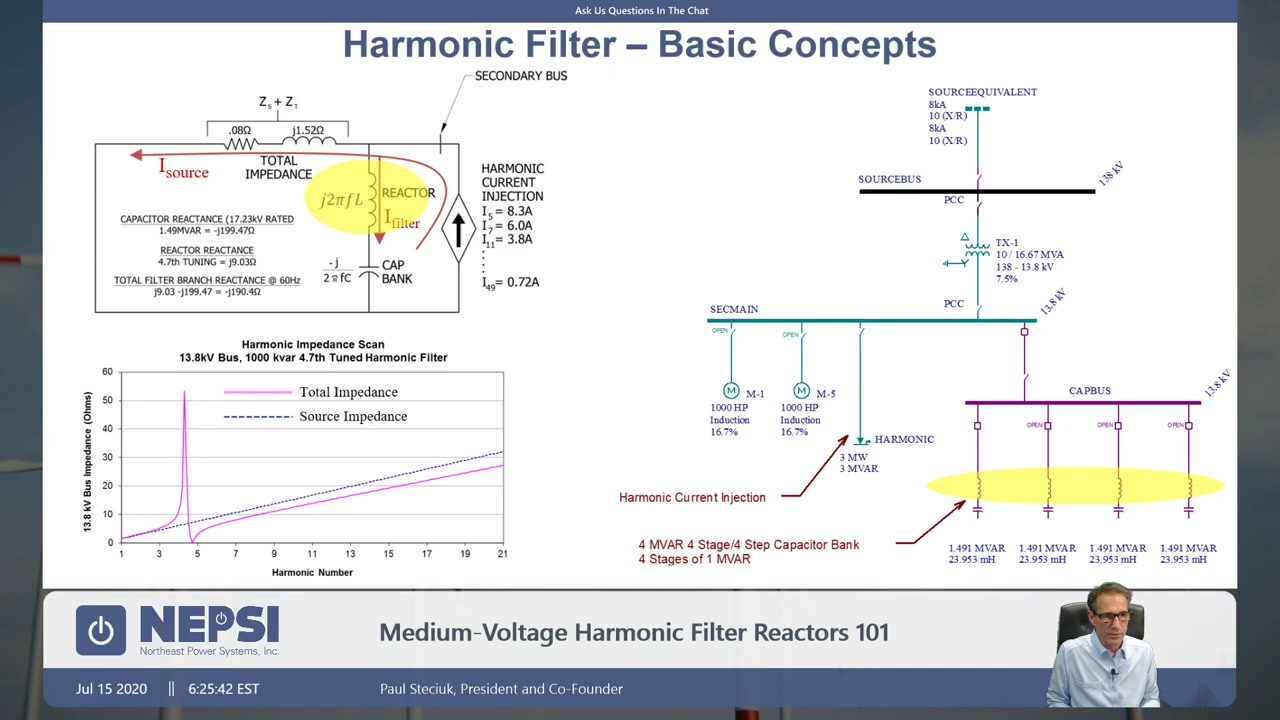 Ask Us Questions In The Chat
Harmonic Filter – Basic Concepts
SECONDARY BUS
Z_S + Z_T
.08Ω
j1.52Ω
TOTAL
IMPEDANCE
I_source
j2πfL
REACTOR
I_filter
HARMONIC
CURRENT
INJECTION
I_5 = 8.3A
I_7 = 6.0A
I_11 = 3.8A
I_49 = 0.72A
CAPACITOR REACTANCE (17.23kV RATED
1.49MVAR = -j199.47Ω
REACTOR REACTANCE
4.7th TUNING = j9.03Ω
TOTAL FILTER BRANCH REACTANCE @ 60Hz
j9.03 -j199.47 = -j190.4Ω
-j
2πfC
CAP
BANK
Harmonic Impedance Scan
13.8kV Bus, 1000 kvar 4.7th Tuned Harmonic Filter
13.8 kV Bus Impedance (Ohms)
60
50
40
30
20
10
0
Total Impedance
Source Impedance
1 3 5 7 9 11 13 15 17 19 21
Harmonic Number
SOURCEEQUIVALENT
8kA
10 (X/R)
8kA
10 (X/R)
SOURCEBUS
138 kV
PCC
TX-1
10 / 16.67 MVA
138 - 13.8 kV
7.5%
PCC
13.8 kV
SECMAIN
OPEN
OPEN
M
M-1
1000 HP
Induction
16.7%
M
M-5
1000 HP
Induction
16.7%
HARMONIC
3 MW
3 MVAR
CAPBUS
13.8 kV
OPEN
OPEN
OPEN
Harmonic Current Injection
4 MVAR 4 Stage/4 Step Capacitor Bank
4 Stages of 1 MVAR
1.491 MVAR 1.491 MVAR 1.491 MVAR 1.491 MVAR
23.953 mH 23.953 mH 23.953 mH 23.953 mH
NEPSI
Northeast Power Systems, Inc.
Medium-Voltage Harmonic Filter Reactors 101
Jul 15 2020 || 6:25:42 EST
Paul Steciuk, President and Co-Founder